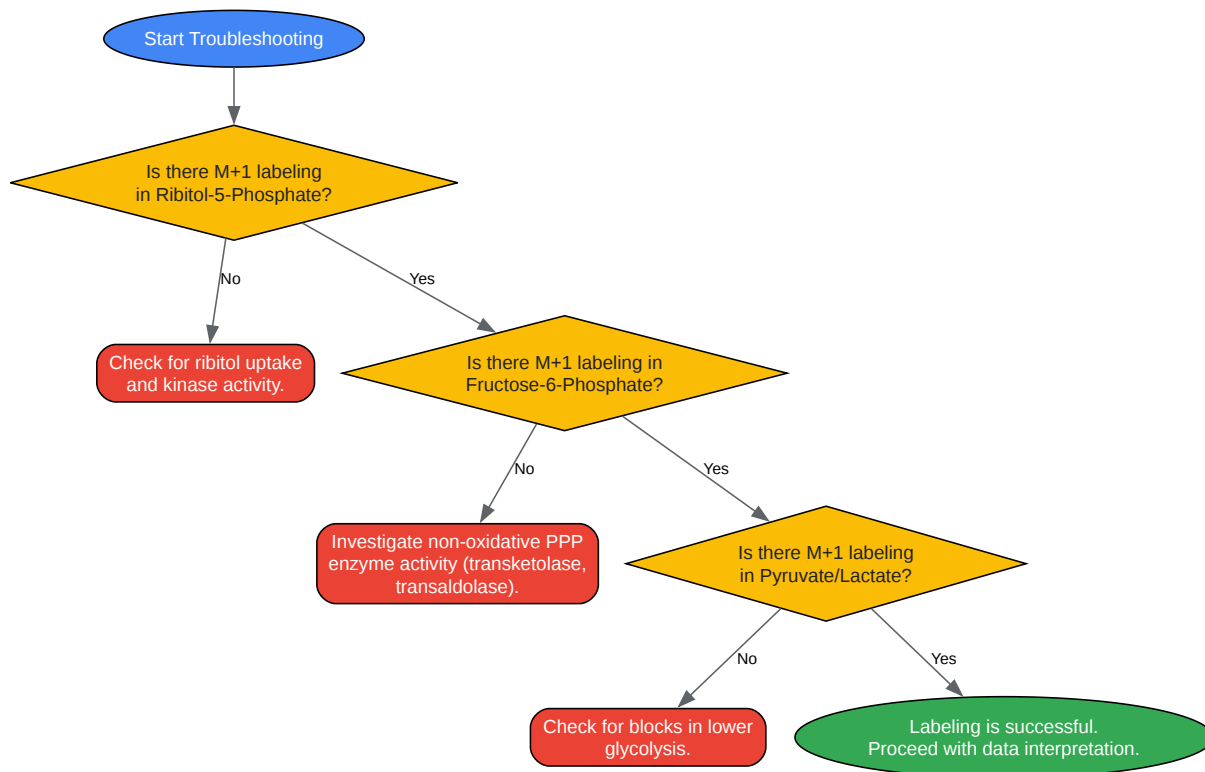 Start Troubleshooting
Is there M+1 labeling
in Ribitol-5-Phosphate?
No
Yes
Check for ribitol uptake
and kinase activity.
Is there M+1 labeling in
Fructose-6-Phosphate?
No
Yes
Investigate non-oxidative PPP
enzyme activity (transketolase,
transaldolase).
Is there M+1 labeling
in Pyruvate/Lactate?
No
Yes
Check for blocks in lower
glycolysis.
Labeling is successful.
Proceed with data interpretation.